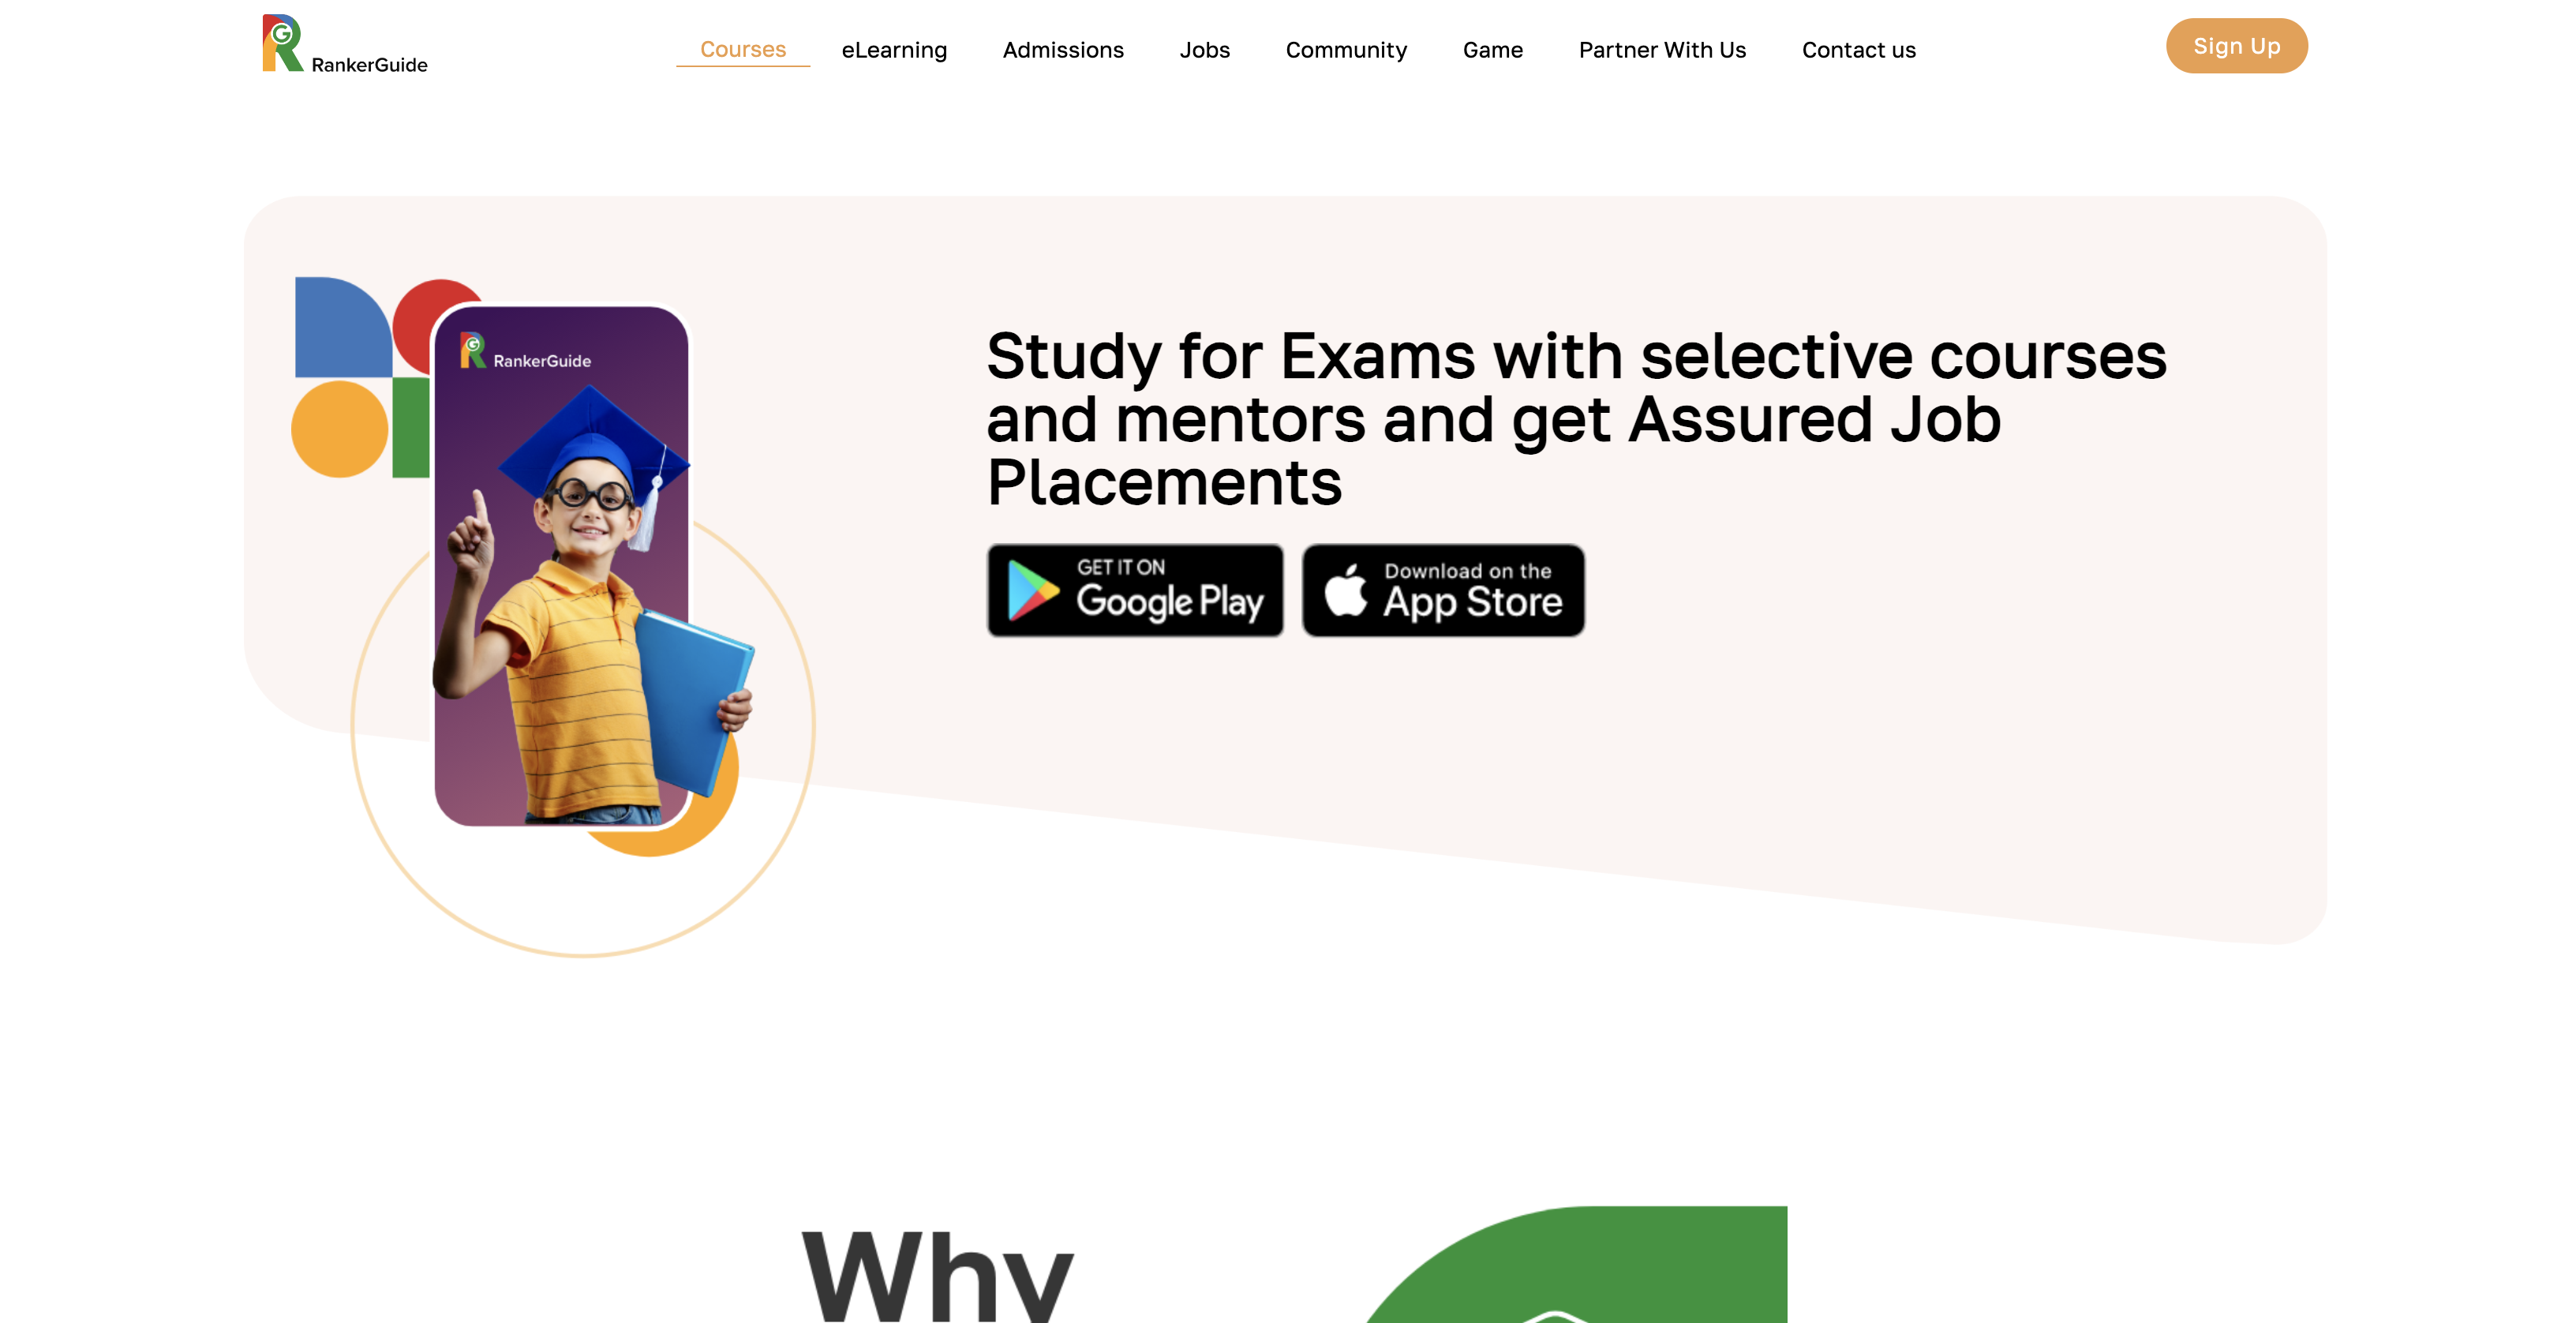 RankerGuide
Courses
eLearning
Admissions
Jobs
Community
Game
Partner With Us
Contact us
Sign Up
RankerGuide
Study for Exams with selective courses
and mentors and get Assured Job
Placements
GET IT ON
Google Play
Download on the
App Store
Why